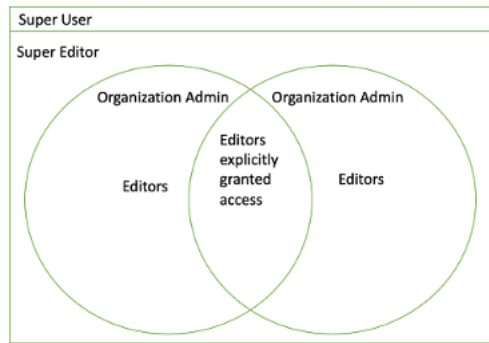 Super User
Super Editor
Organization Admin
Organization Admin
Editors
explicitly
granted
access
Editors
Editors